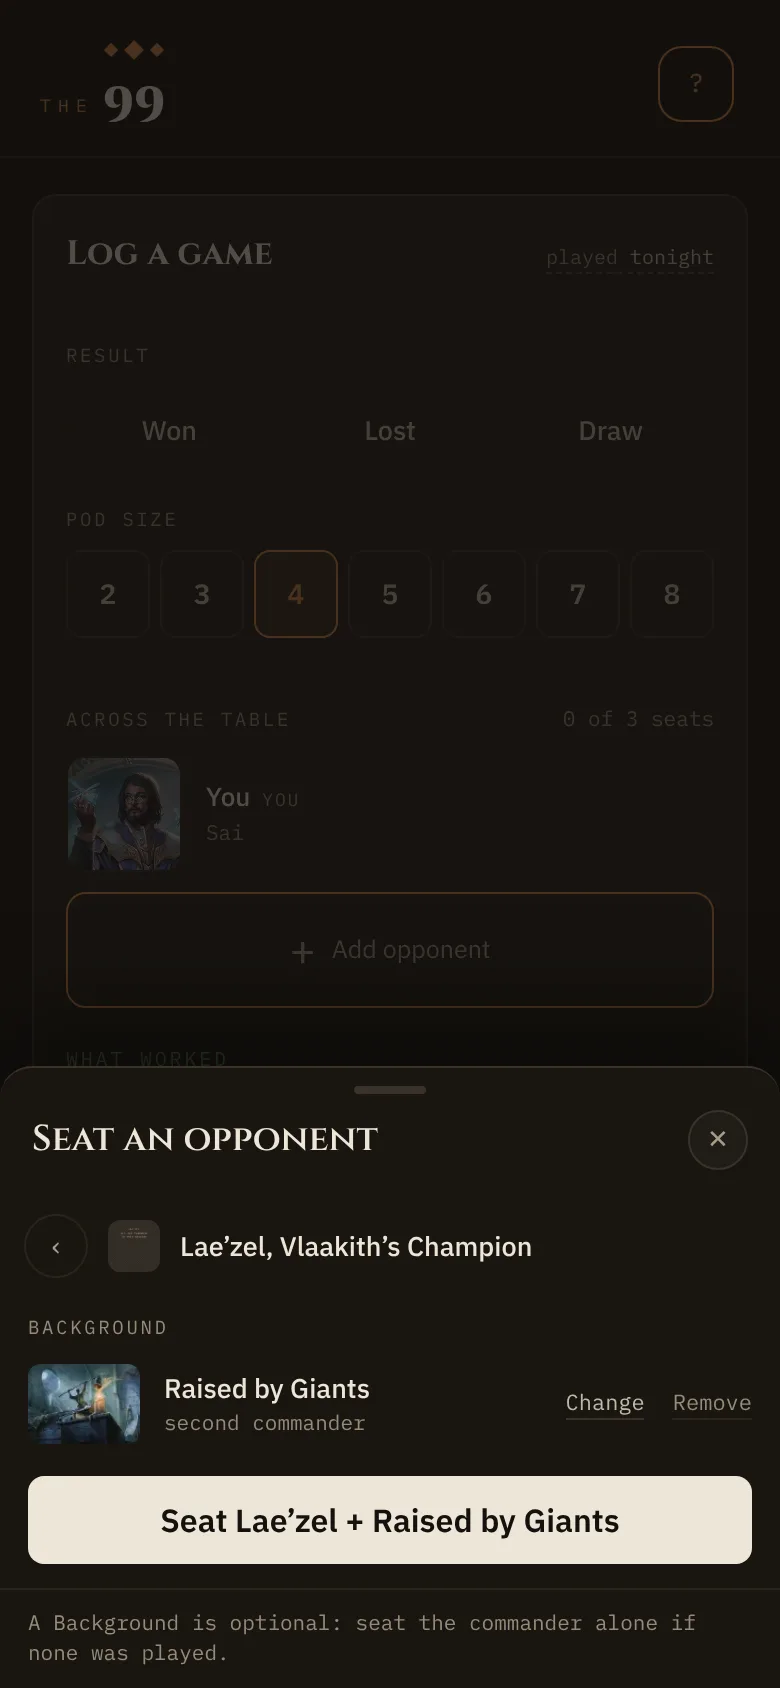 THE 99
?
Log a game
played tonight
RESULT
Won Lost Draw
POD SIZE
2 3 4 5 6 7 8
ACROSS THE TABLE
0 of 3 seats
You YOU
Sai
+ Add opponent
WHAT WORKED
Seat an opponent
×
‹ Lae’zel, Vlaakith’s Champion
BACKGROUND
Raised by Giants
second commander
Change Remove
Seat Lae’zel + Raised by Giants
A Background is optional: seat the commander alone if
none was played.